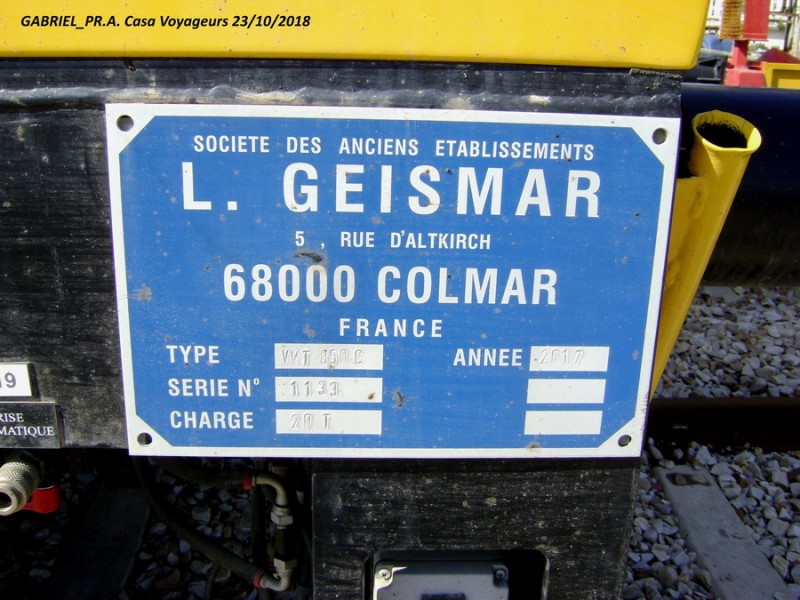 GABRIEL_PR.A. Casa Voyageurs 23/10/2018
SOCIETE DES ANCIENS ETABLISSEMENTS
L. GEISMAR
5 , RUE D'ALTKIRCH
68000 COLMAR
FRANCE
TYPE
ANNEE 2017
SERIE N° 1133
CHARGE 20 T